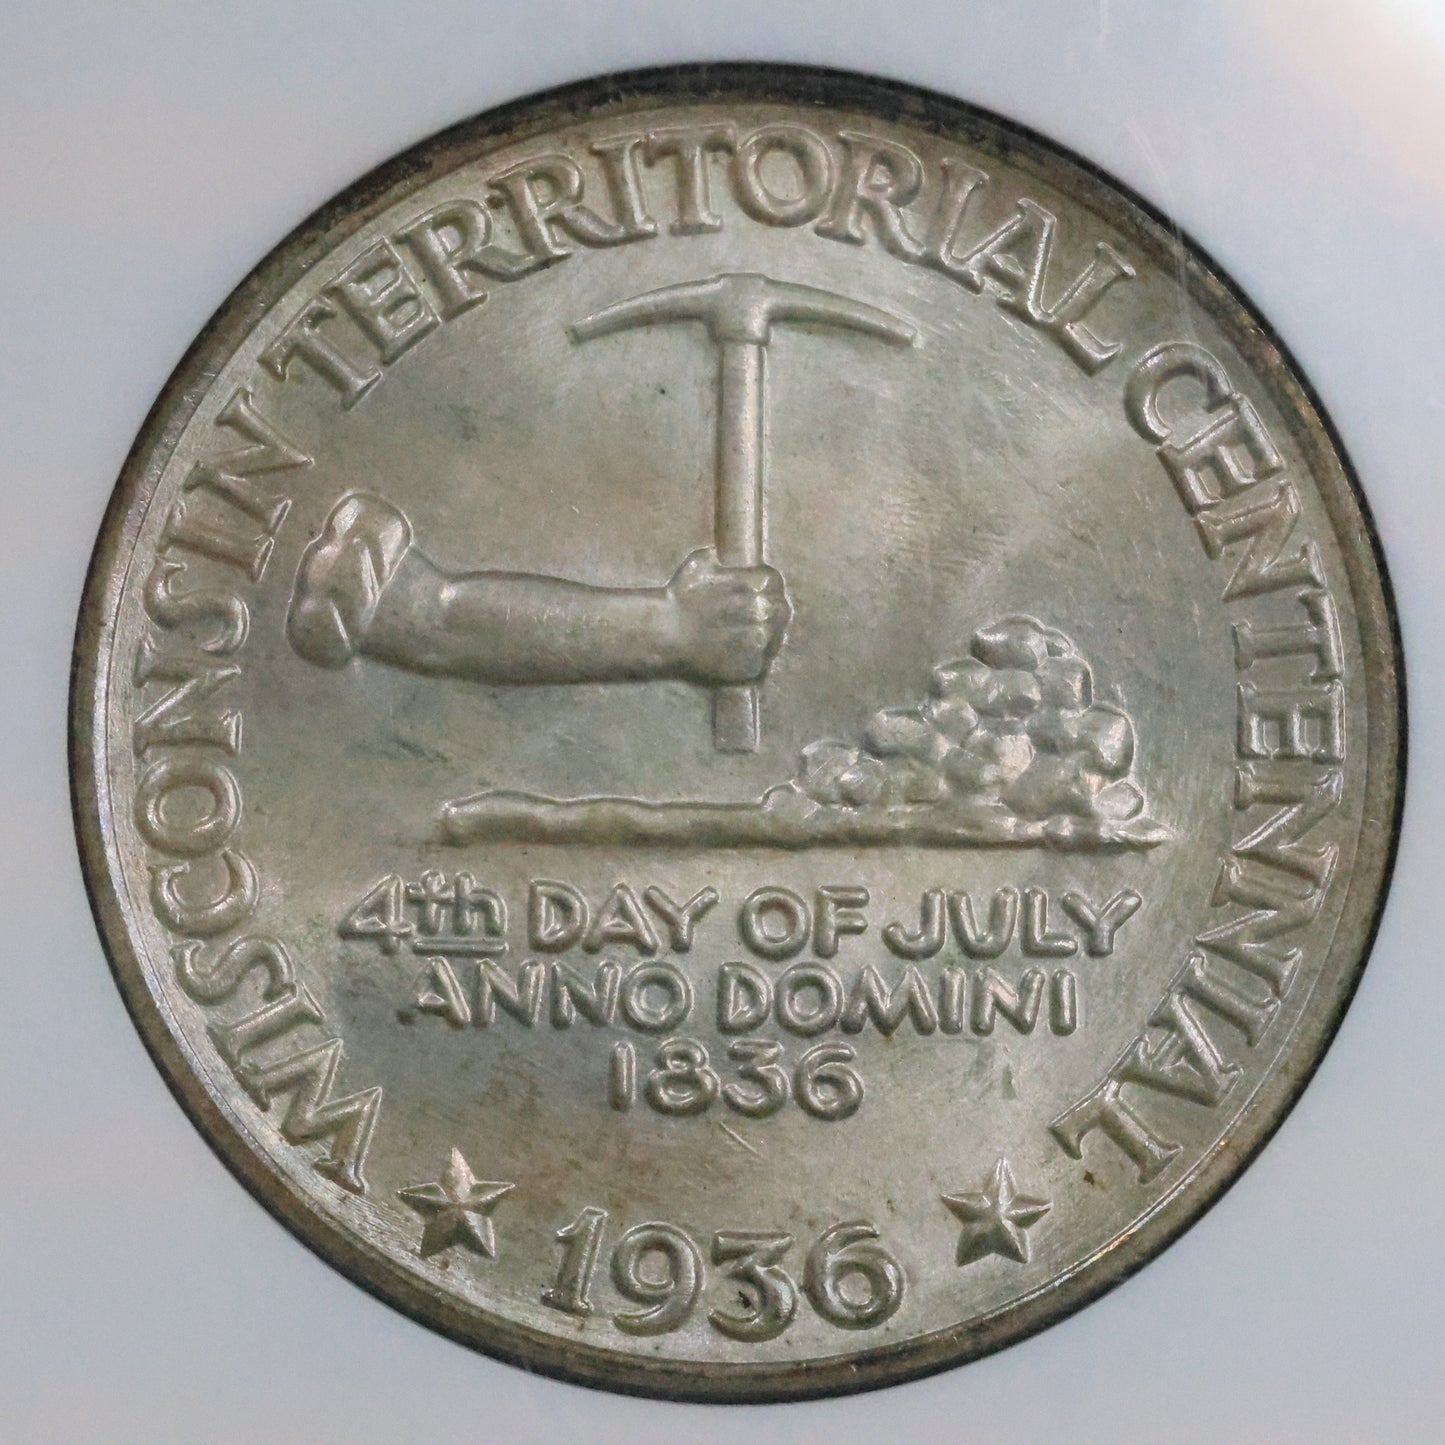 WISCONSIN TERRITORIAL CENTENNIAL
4th DAY OF JULY
ANNO DOMINI
1836
1936